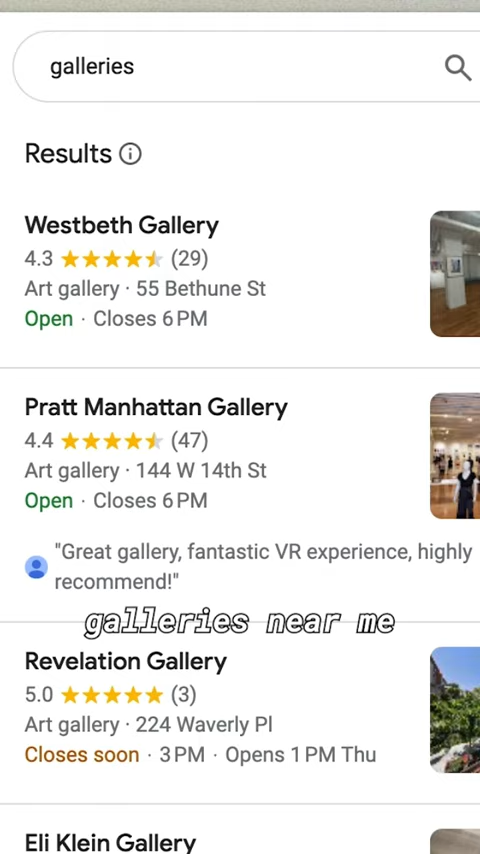 galleries
Results
Westbeth Gallery
4.3 (29)
Art gallery · 55 Bethune St
Open · Closes 6 PM
Pratt Manhattan Gallery
4.4 (47)
Art gallery · 144 W 14th St
Open · Closes 6 PM
"Great gallery, fantastic VR experience, highly
recommend!"
galleries near me
Revelation Gallery
5.0 (3)
Art gallery · 224 Waverly Pl
Closes soon · 3 PM · Opens 1 PM Thu
Eli Klein Gallery